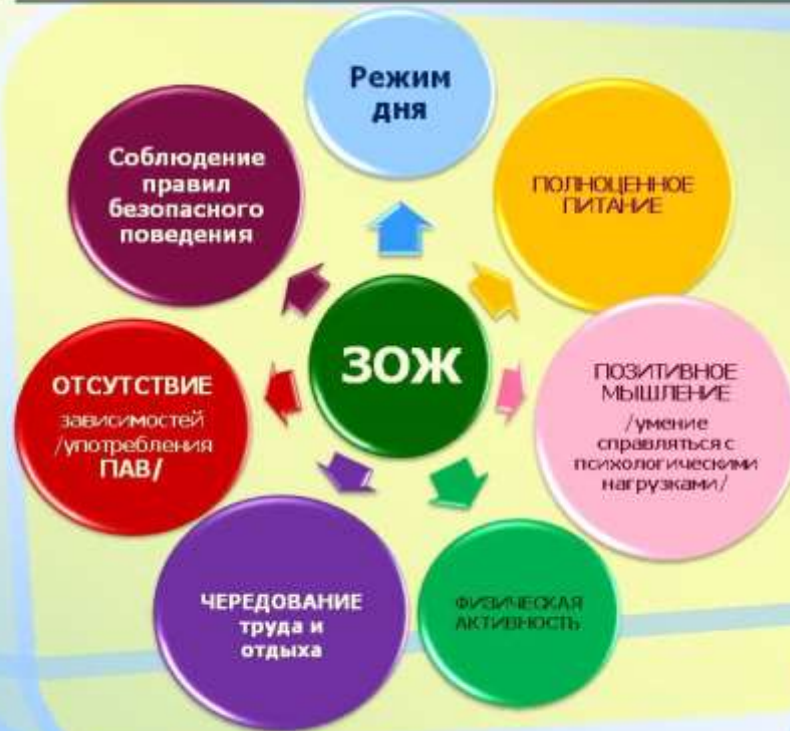 Режим
дня
ПОЛНОЦЕННОЕ
ПИТАНИЕ
ПОЗИТИВНОЕ
МЫШЛЕНИЕ
/умение
справляться с
психологическими
нагрузками/
ФИЗИЧЕСКАЯ
АКТИВНОСТЬ
ЧЕРЕДОВАНИЕ
труда и
отдыха
ОТСУТСТВИЕ
зависимостей
/употребления
ПАВ/
Соблюдение
правил
безопасного
поведения
ЗОЖ